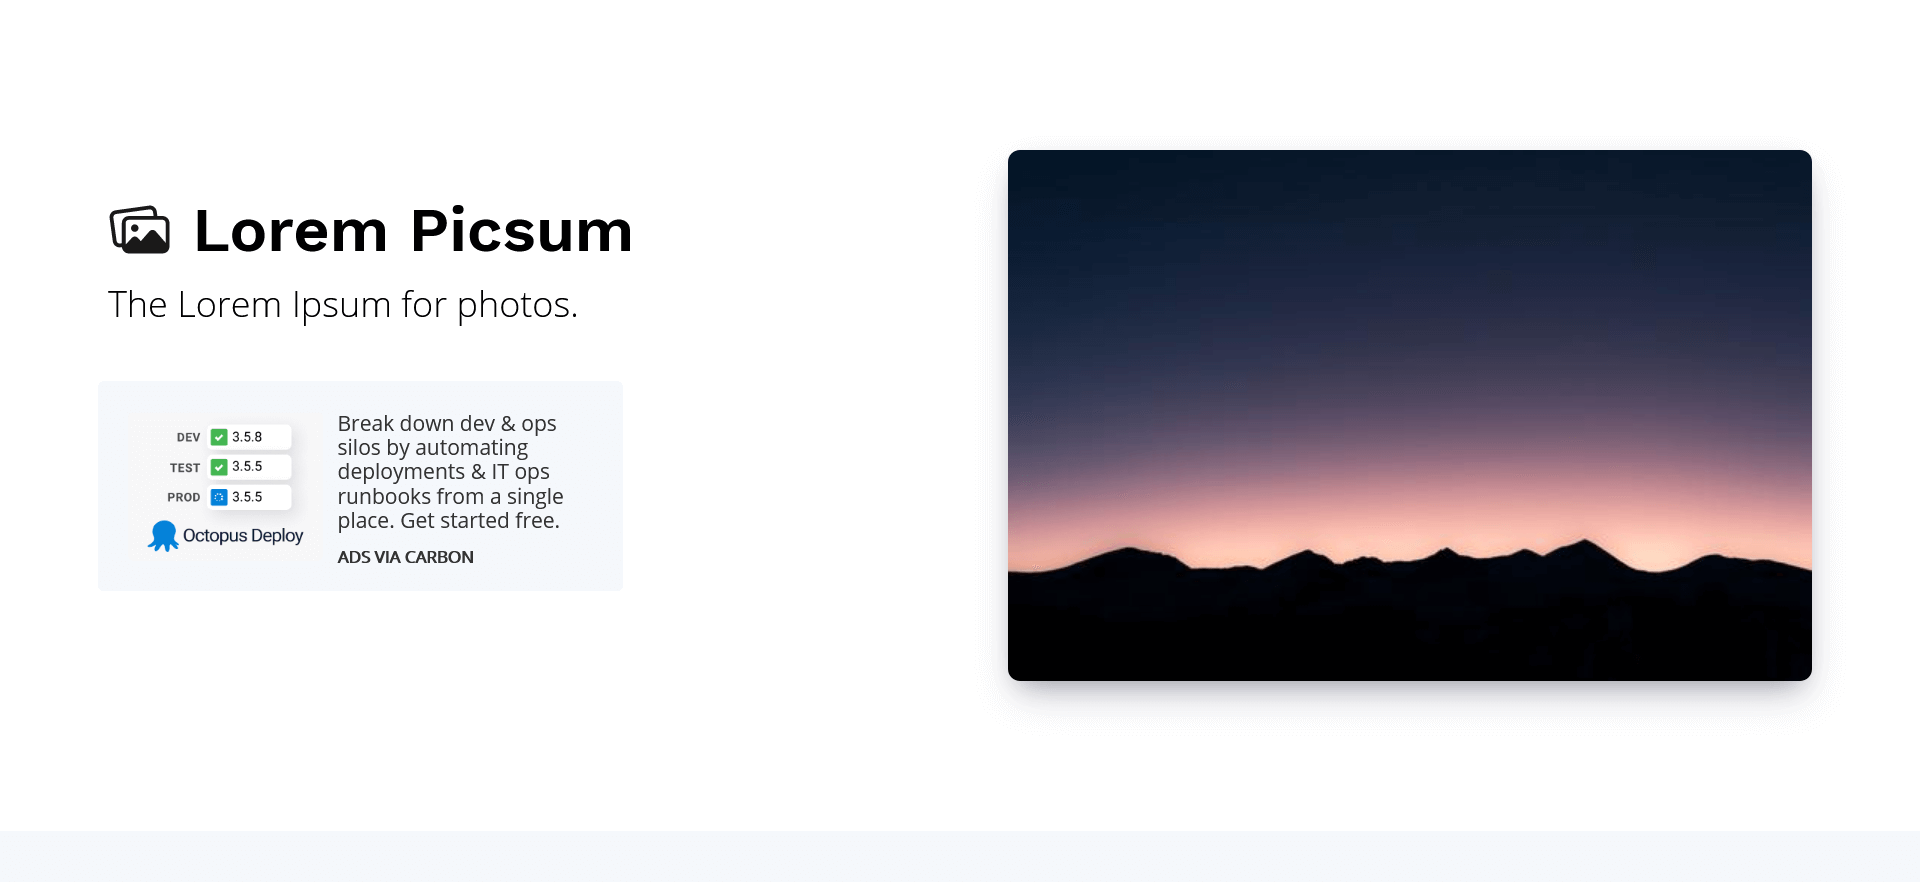 Lorem Picsum
The Lorem Ipsum for photos.
DEV 3.5.8
TEST 3.5.5
PROD 3.5.5
Octopus Deploy
Break down dev & ops
silos by automating
deployments & IT ops
runbooks from a single
place. Get started free.
ADS VIA CARBON